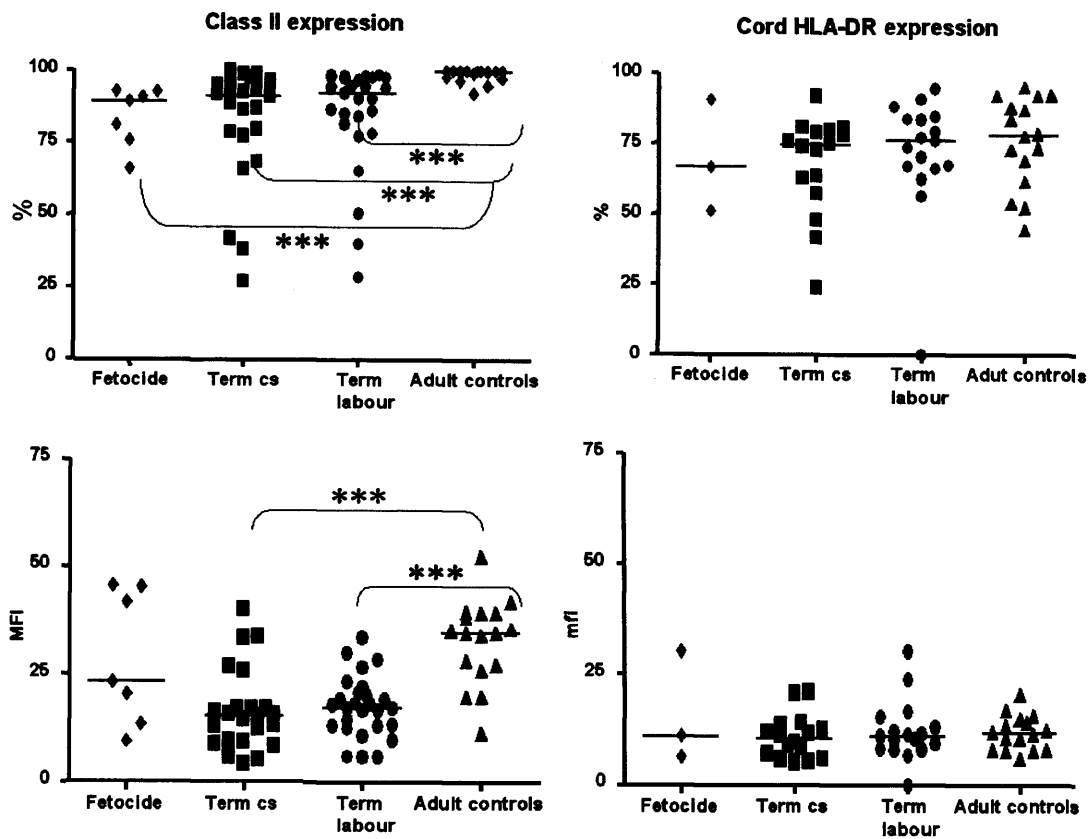 Class II expression
100
75
50
25
0
%
***
***
***
Fetocide
Term cs
Term
labour
Adult controls
Cord HLA-DR expression
100
75
50
25
0
%
Fetocide
Term cs
Term
labour
Adut controls
75
50
25
0
MFI
***
***
Fetocide
Term cs
Term
labour
Adult controls
75
50
25
0
mfi
Fetocide
Term cs
Term
labour
Adult controls